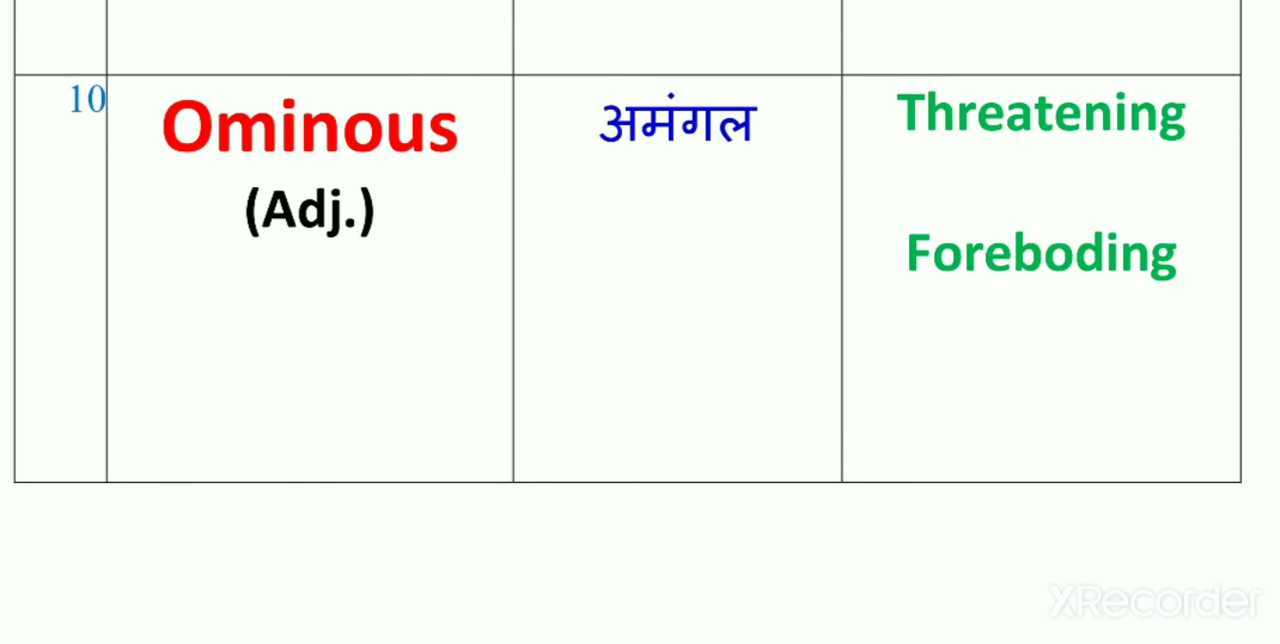 10
Ominous
(Adj.)
अमंगल
Threatening
Foreboding
XRecorder